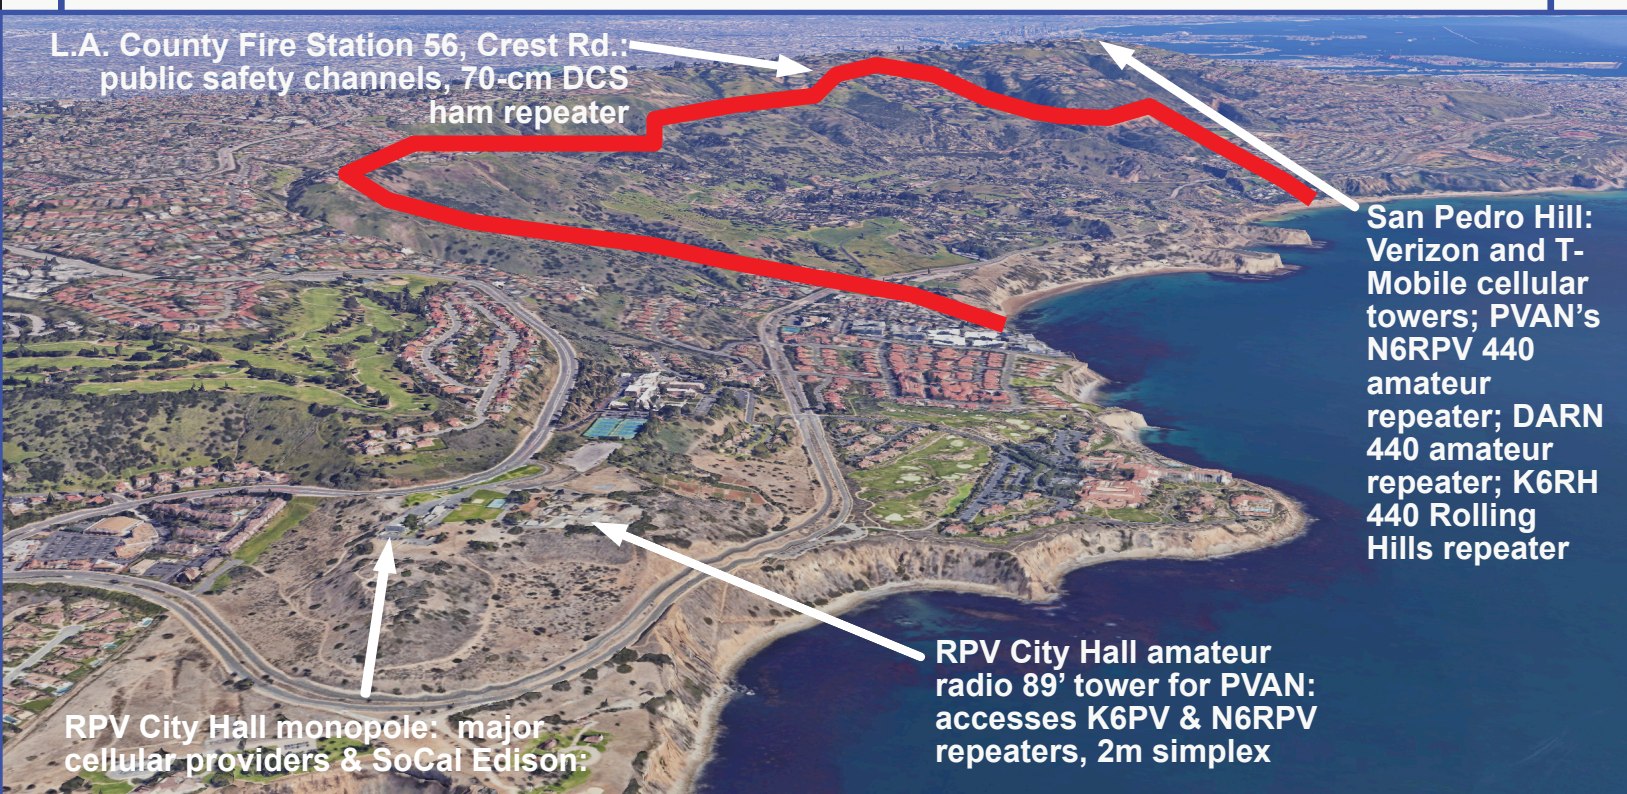 L.A. County Fire Station 56, Crest Rd.:
public safety channels, 70-cm DCS
ham repeater
San Pedro Hill:
Verizon and T-
Mobile cellular
towers; PVAN’s
N6RPV 440
amateur
repeater; DARN
440 amateur
repeater; K6RH
440 Rolling
Hills repeater
RPV City Hall amateur
radio 89’ tower for PVAN:
accesses K6PV & N6RPV
repeaters, 2m simplex
RPV City Hall monopole:  major
cellular providers & SoCal Edison: